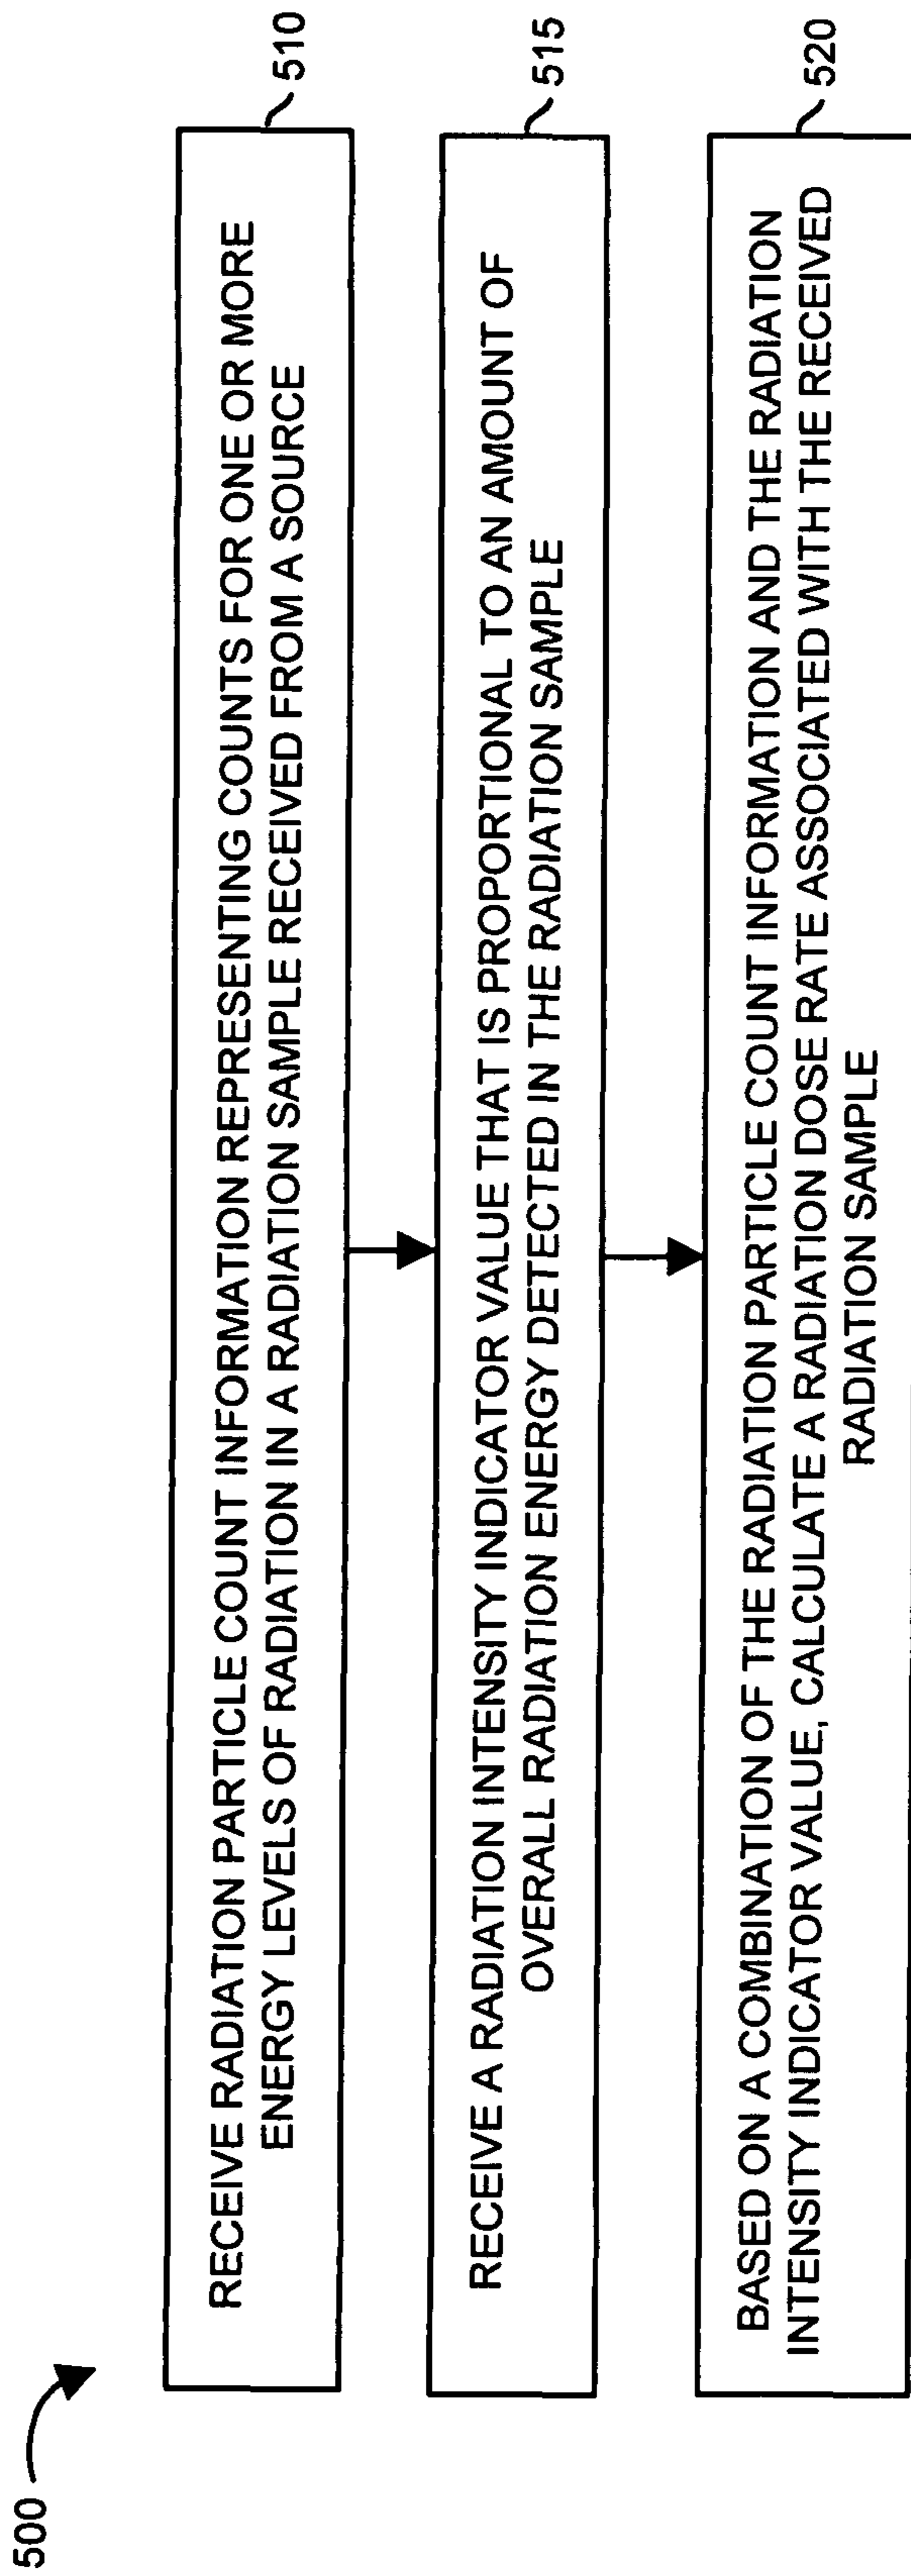 500
RECEIVE RADIATION PARTICLE COUNT INFORMATION REPRESENTING COUNTS FOR ONE OR MORE
ENERGY LEVELS OF RADIATION IN A RADIATION SAMPLE RECEIVED FROM A SOURCE
510
RECEIVE A RADIATION INTENSITY INDICATOR VALUE THAT IS PROPORTIONAL TO AN AMOUNT OF
OVERALL RADIATION ENERGY DETECTED IN THE RADIATION SAMPLE
515
BASED ON A COMBINATION OF THE RADIATION PARTICLE COUNT INFORMATION AND THE RADIATION
INTENSITY INDICATOR VALUE, CALCULATE A RADIATION DOSE RATE ASSOCIATED WITH THE RECEIVED
RADIATION SAMPLE
520